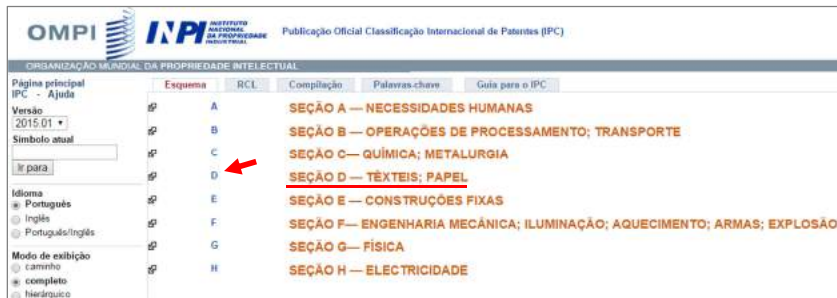 OMPI
INPI INSTITUTO NACIONAL DA PROPRIEDADE INDUSTRIAL
Publicação Oficial Classificação Internacional de Patentes (IPC)
ORGANIZAÇÃO MUNDIAL DA PROPRIEDADE INTELECTUAL
Página principal
IPC - Ajuda
Versão
2015.01
Símbolo atual
Ir para
Idioma
Português
Inglês
Português/Inglês
Modo de exibição
caminho
completo
hierárquico
Esquema RCL Compilação Palavras-chave Guia para o IPC
A SEÇÃO A — NECESSIDADES HUMANAS
B SEÇÃO B — OPERAÇÕES DE PROCESSAMENTO; TRANSPORTE
C SEÇÃO C— QUÍMICA; METALURGIA
D SEÇÃO D — TÊXTEIS; PAPEL
E SEÇÃO E — CONSTRUÇÕES FIXAS
F SEÇÃO F— ENGENHARIA MECÂNICA; ILUMINAÇÃO; AQUECIMENTO; ARMAS; EXPLOSÃO
G SEÇÃO G— FÍSICA
H SEÇÃO H — ELECTRICIDADE